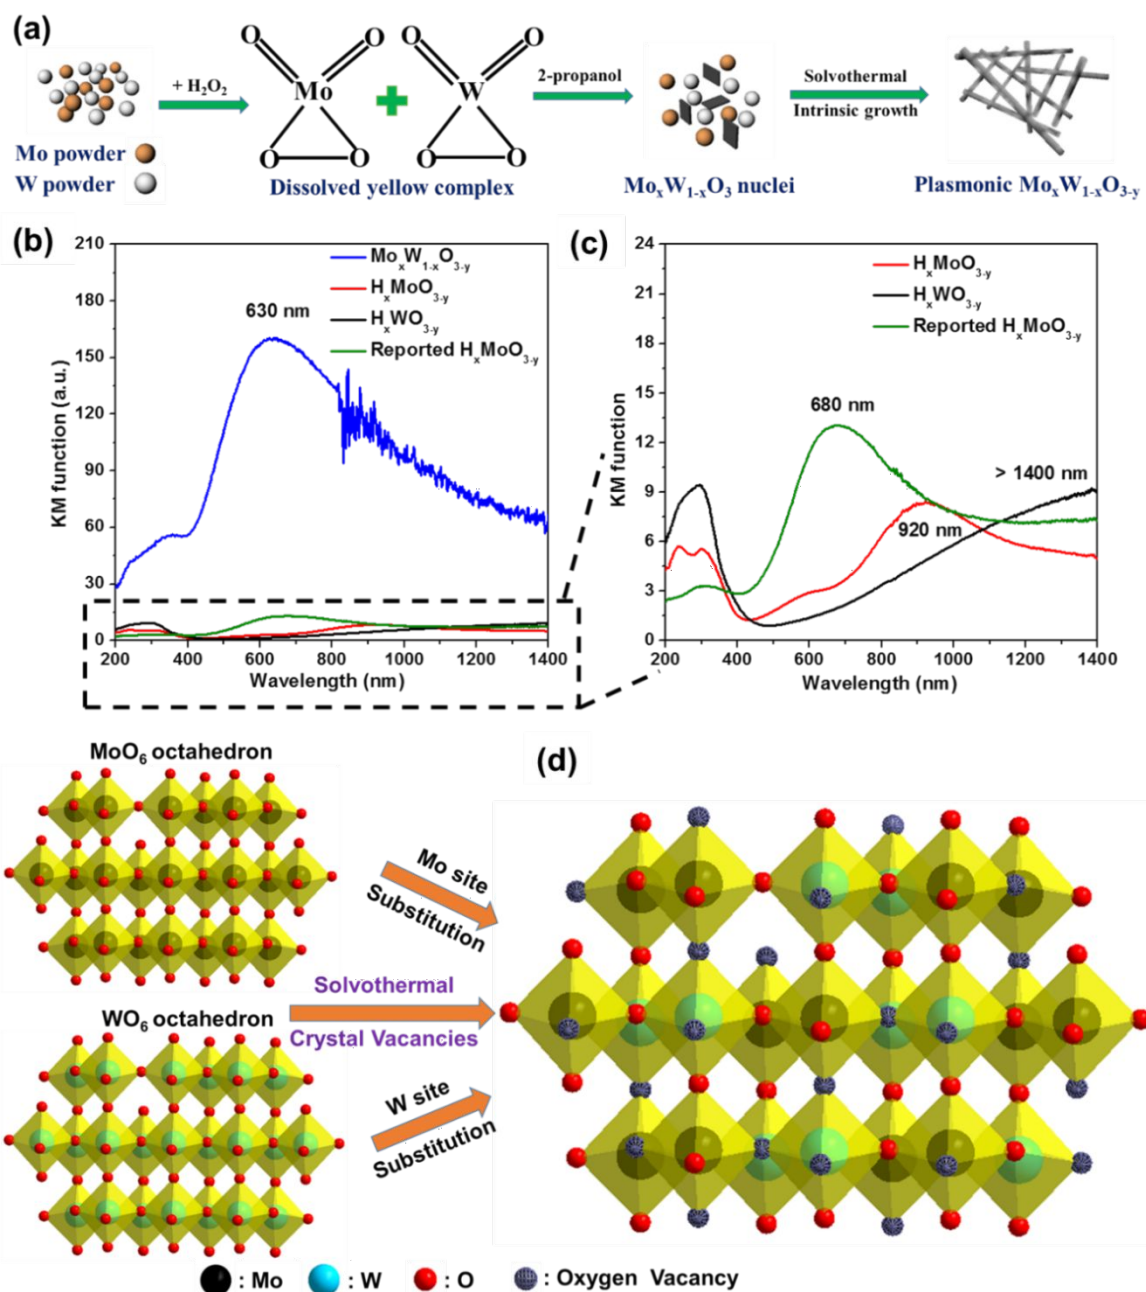 (a)
+ H₂O₂
O O
Mo
O O
O O
W
O O
2-propanol
Solvothermal
Intrinsic growth
Mo powder
W powder
Dissolved yellow complex
MoₓW₁₋ₓO₃ nuclei
Plasmonic MoₓW₁₋ₓO₃₋y
(b)
210
180
150
120
90
60
30
0
KM function (a.u.)
MoₓW₁₋ₓO₃₋y
HₓMoO₃₋y
HₓWO₃₋y
Reported HₓMoO₃₋y
630 nm
200 400 600 800 1000 1200 1400
Wavelength (nm)
(c)
24
21
18
15
12
9
6
3
0
KM function
HₓMoO₃₋y
HₓWO₃₋y
Reported HₓMoO₃₋y
680 nm
> 1400 nm
920 nm
200 400 600 800 1000 1200 1400
Wavelength (nm)
(d)
MoO₆ octahedron
Mo site
Substitution
Solvothermal
Crystal Vacancies
WO₆ octahedron
W site
Substitution
: Mo : W : O : Oxygen Vacancy